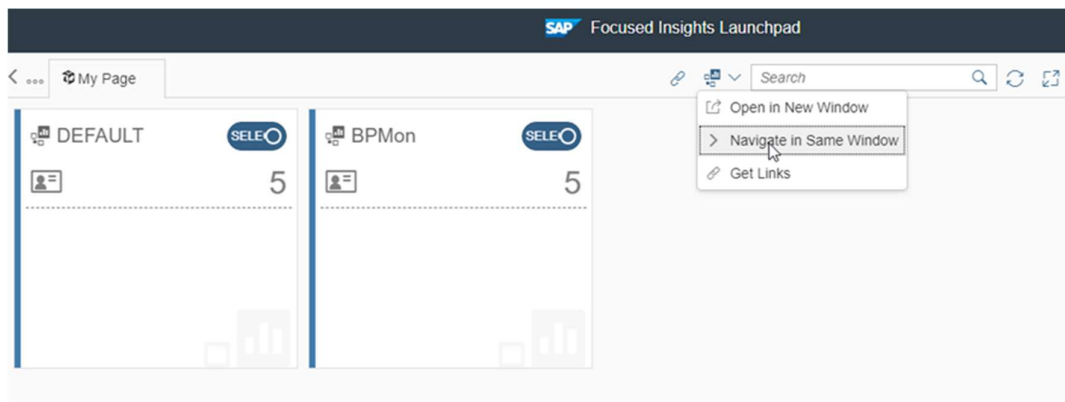 SAP Focused Insights Launchpad
My Page
Search
Open in New Window
Navigate in Same Window
Get Links
DEFAULT
SELE
5
BPMon
SELE
5